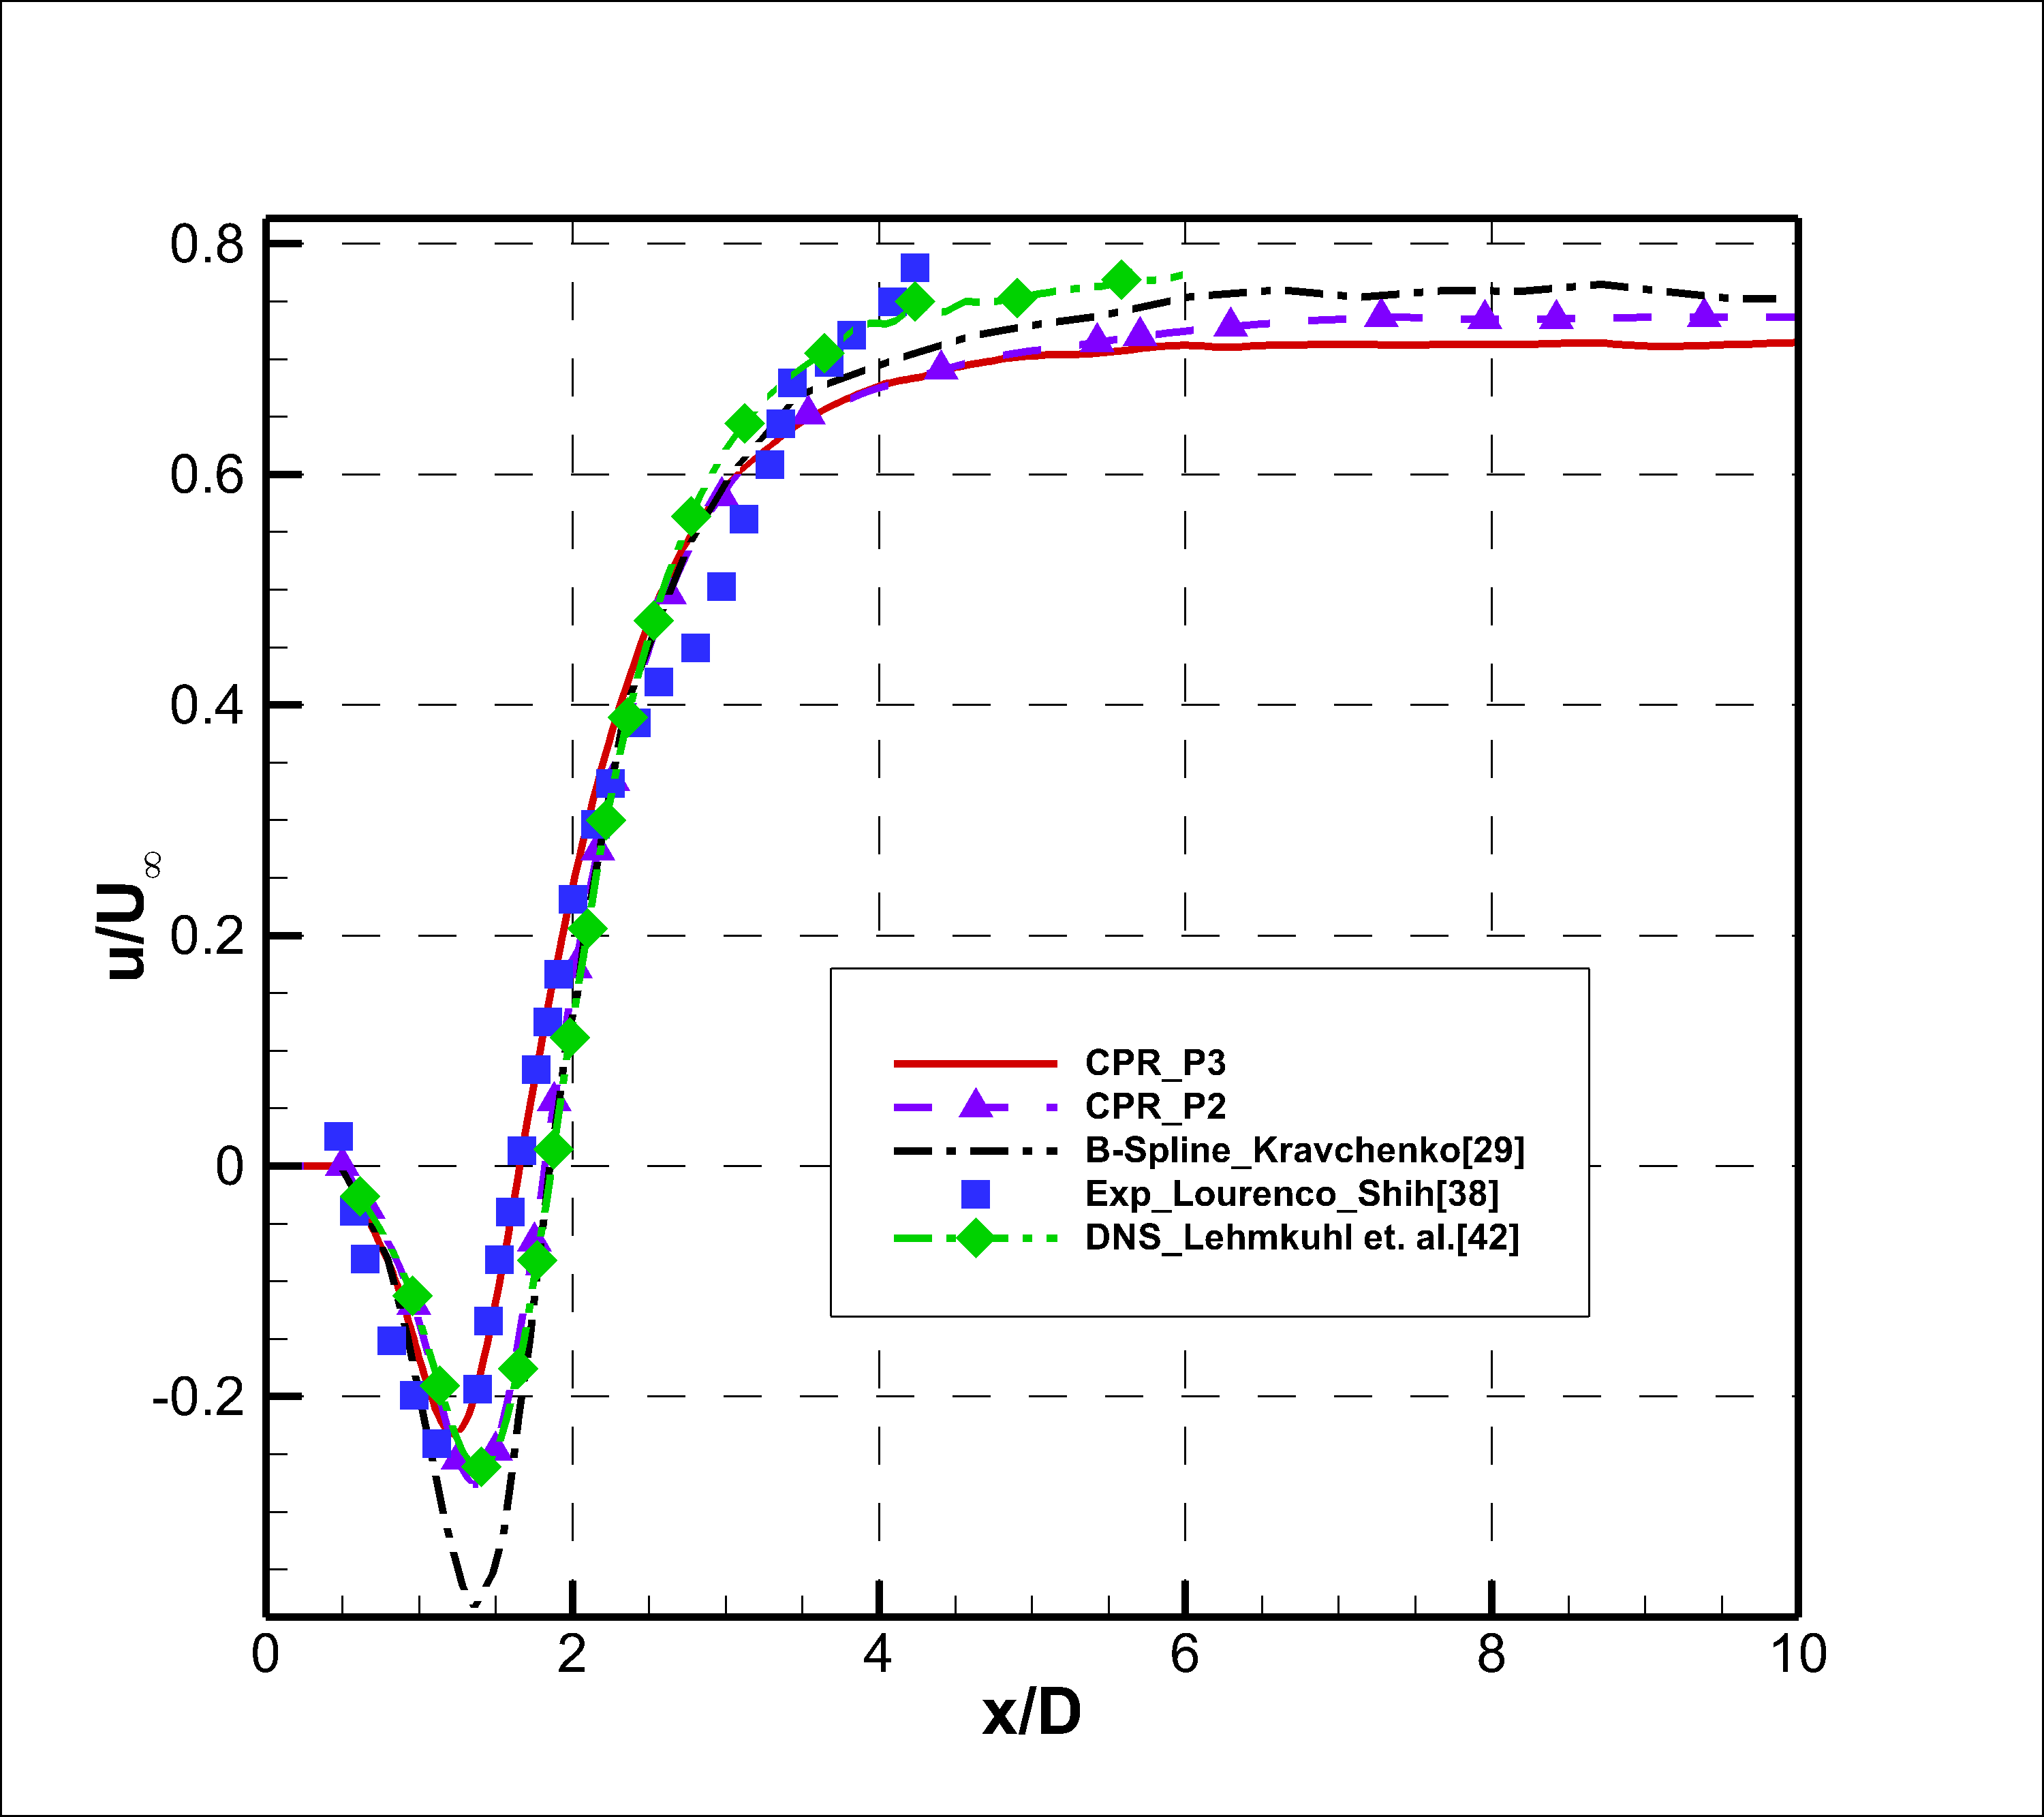 0.8
0.6
0.4
0.2
0
-0.2
u/U∞
0 2 4 6 8 10
x/D
CPR_P3
CPR_P2
B-Spline_Kravchenko[29]
Exp_Lourenco_Shih[38]
DNS_Lehmkuhl et. al.[42]